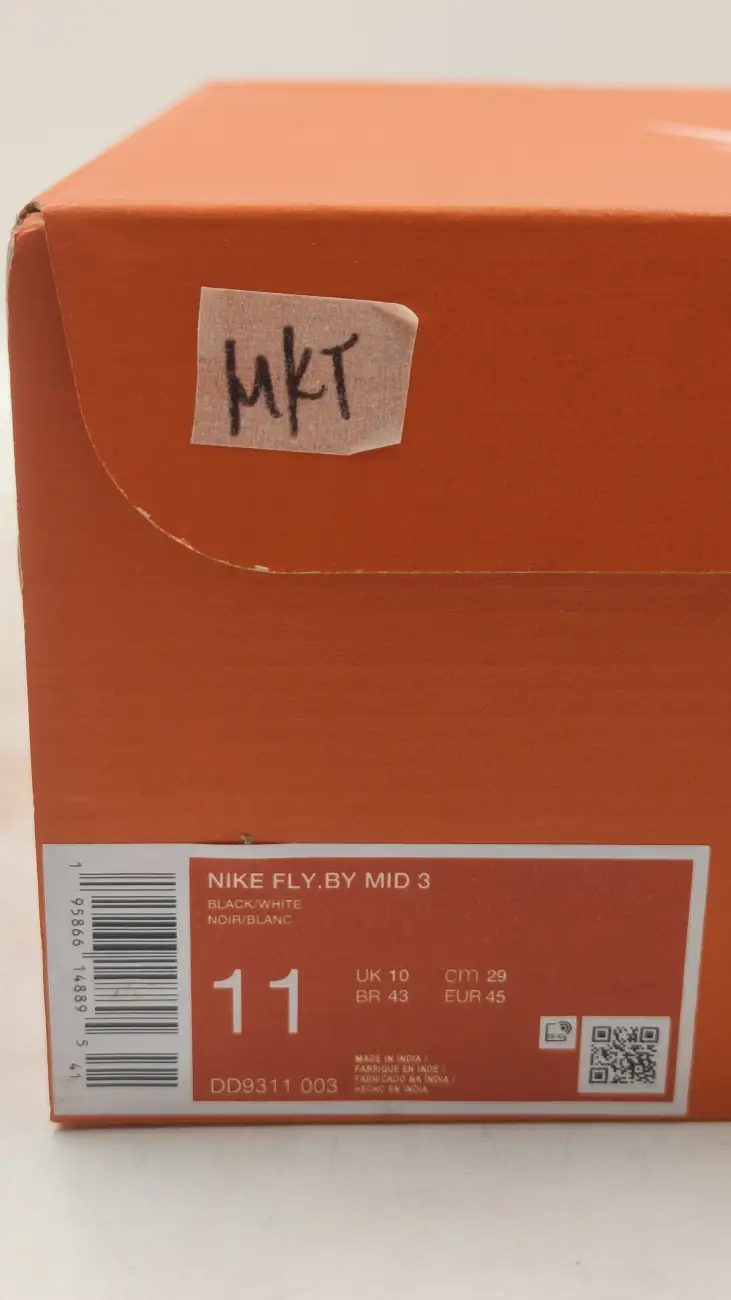 MKT
NIKE FLY.BY MID 3
BLACK/WHITE
NOIR/BLANC
11
UK 10 cm 29
BR 43 EUR 45
DD9311 003
MADE IN INDIA /
FABRIQUE EN INDE /
FABRICADO NA ÍNDIA /
HECHO EN INDIA
1 95866 14889 5 41